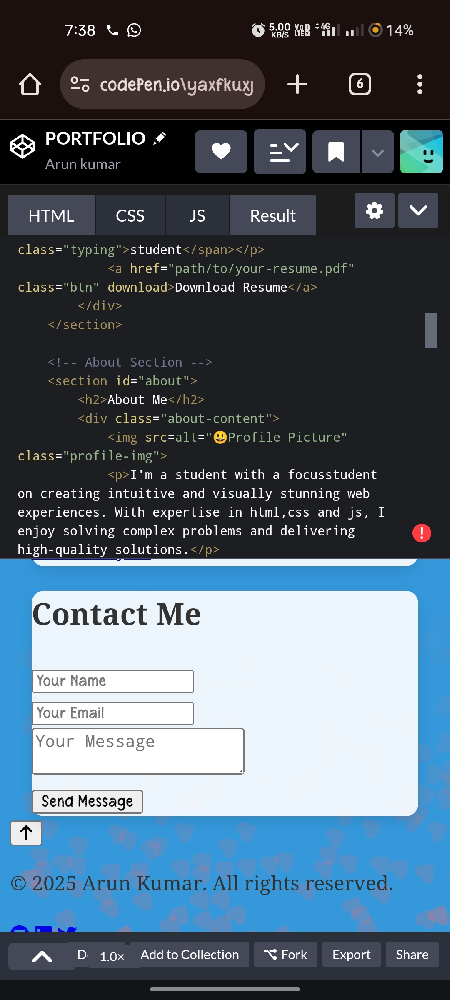 7:38 5.00 KB/S Vo 1 LTE 2 4G 14%
codePen.io\yaxfkuxj 6
PORTFOLIO
Arun kumar
HTML CSS JS Result
class="typing">student</span></p>
<a href="path/to/your-resume.pdf"
class="btn" download>Download Resume</a>
</div>
</section>
<!-- About Section -->
<section id="about">
<h2>About Me</h2>
<div class="about-content">
<img src=alt="😃Profile Picture"
class="profile-img">
<p>I'm a student with a focusstudent
on creating intuitive and visually stunning web
experiences. With expertise in html,css and js, I
enjoy solving complex problems and delivering
high-quality solutions.</p>
Contact Me
Your Name
Your Email
Your Message
Send Message
© 2025 Arun Kumar. All rights reserved.
1.0× Add to Collection Fork Export Share